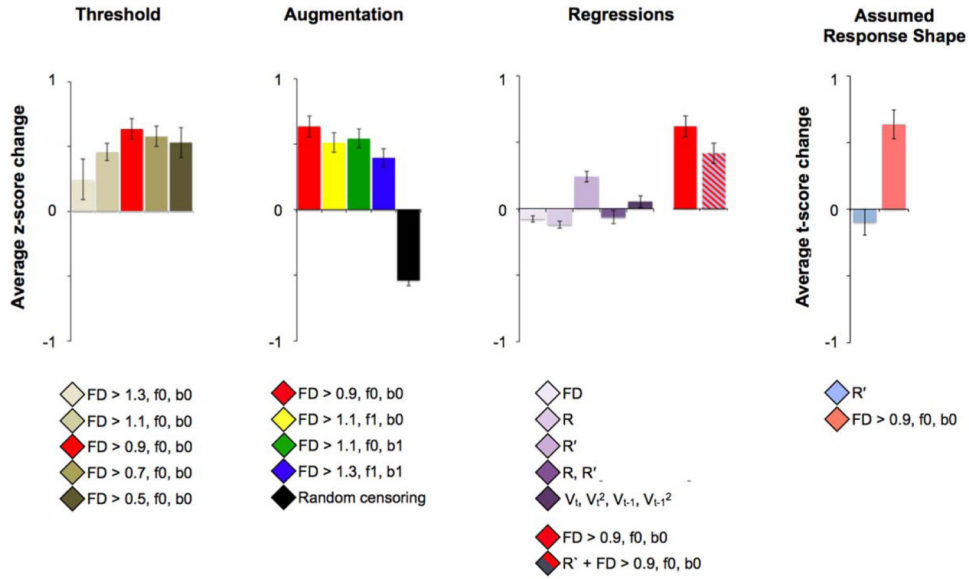 Threshold
Augmentation
Regressions
Assumed
Response Shape
Average z-score change
1
0
-1
1
0
-1
1
0
-1
Average t-score change
1
0
-1
FD > 1.3, f0, b0
FD > 1.1, f0, b0
FD > 0.9, f0, b0
FD > 0.7, f0, b0
FD > 0.5, f0, b0
FD > 0.9, f0, b0
FD > 1.1, f1, b0
FD > 1.1, f0, b1
FD > 1.3, f1, b1
Random censoring
FD
R
R′
R, R′
Vₜ, Vₜ², Vₜ₋₁, Vₜ₋₁²
FD > 0.9, f0, b0
R` + FD > 0.9, f0, b0
R′
FD > 0.9, f0, b0